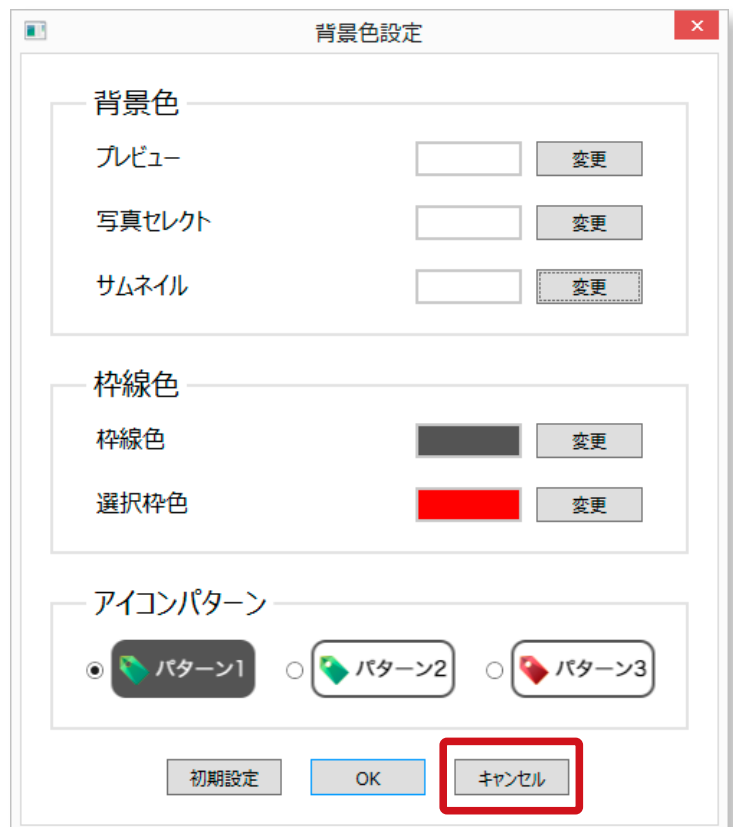 背景色設定
背景色
プレビュー 変更
写真セレクト 変更
サムネイル 変更
枠線色
枠線色 変更
選択枠色 変更
アイコンパターン
パターン1 パターン2 パターン3
初期設定 OK キャンセル